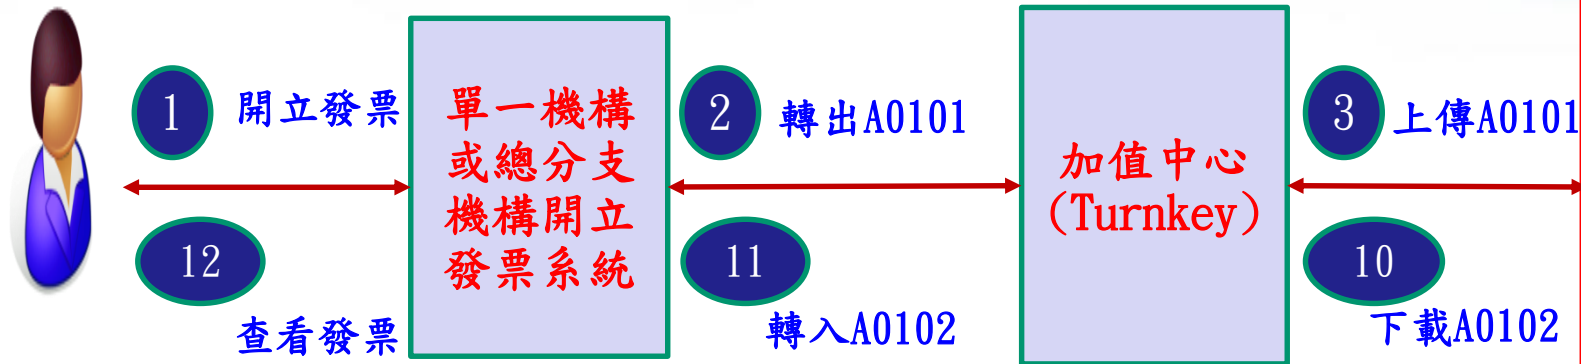 1
開立發票
12
查看發票
單一機構
或總分支
機構開立
發票系統
2
轉出A0101
11
轉入A0102
加值中心
(Turnkey)
3
上傳A0101
10
下載A0102